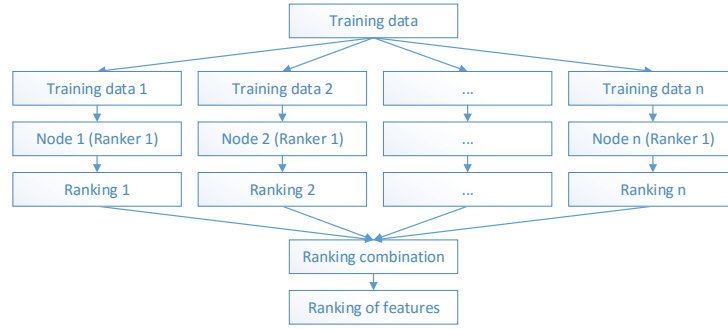 Training data
Training data 1
Training data 2
...
Training data n
Node 1 (Ranker 1)
Node 2 (Ranker 1)
...
Node n (Ranker 1)
Ranking 1
Ranking 2
...
Ranking n
Ranking combination
Ranking of features